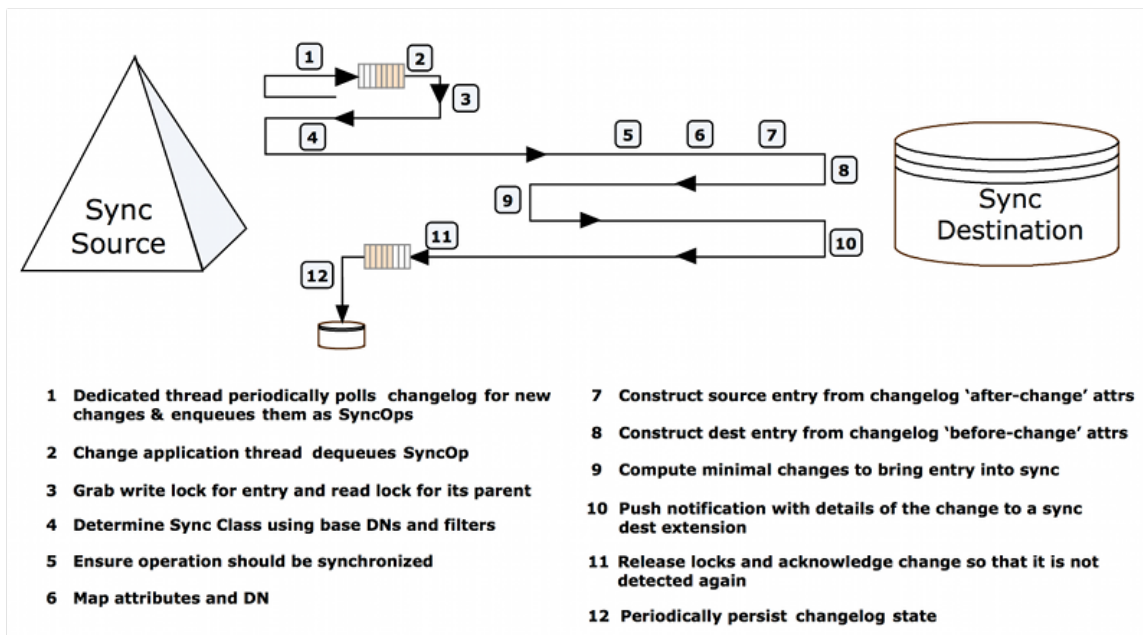 1
2
3
4
5
6
7
8
9
10
11
12
Sync
Source
Sync
Destination
1 Dedicated thread periodically polls changelog for new
changes & enqueues them as SyncOps
2 Change application thread dequeues SyncOp
3 Grab write lock for entry and read lock for its parent
4 Determine Sync Class using base DNs and filters
5 Ensure operation should be synchronized
6 Map attributes and DN
7 Construct source entry from changelog ‘after-change’ attrs
8 Construct dest entry from changelog ‘before-change’ attrs
9 Compute minimal changes to bring entry into sync
10 Push notification with details of the change to a sync
dest extension
11 Release locks and acknowledge change so that it is not
detected again
12 Periodically persist changelog state